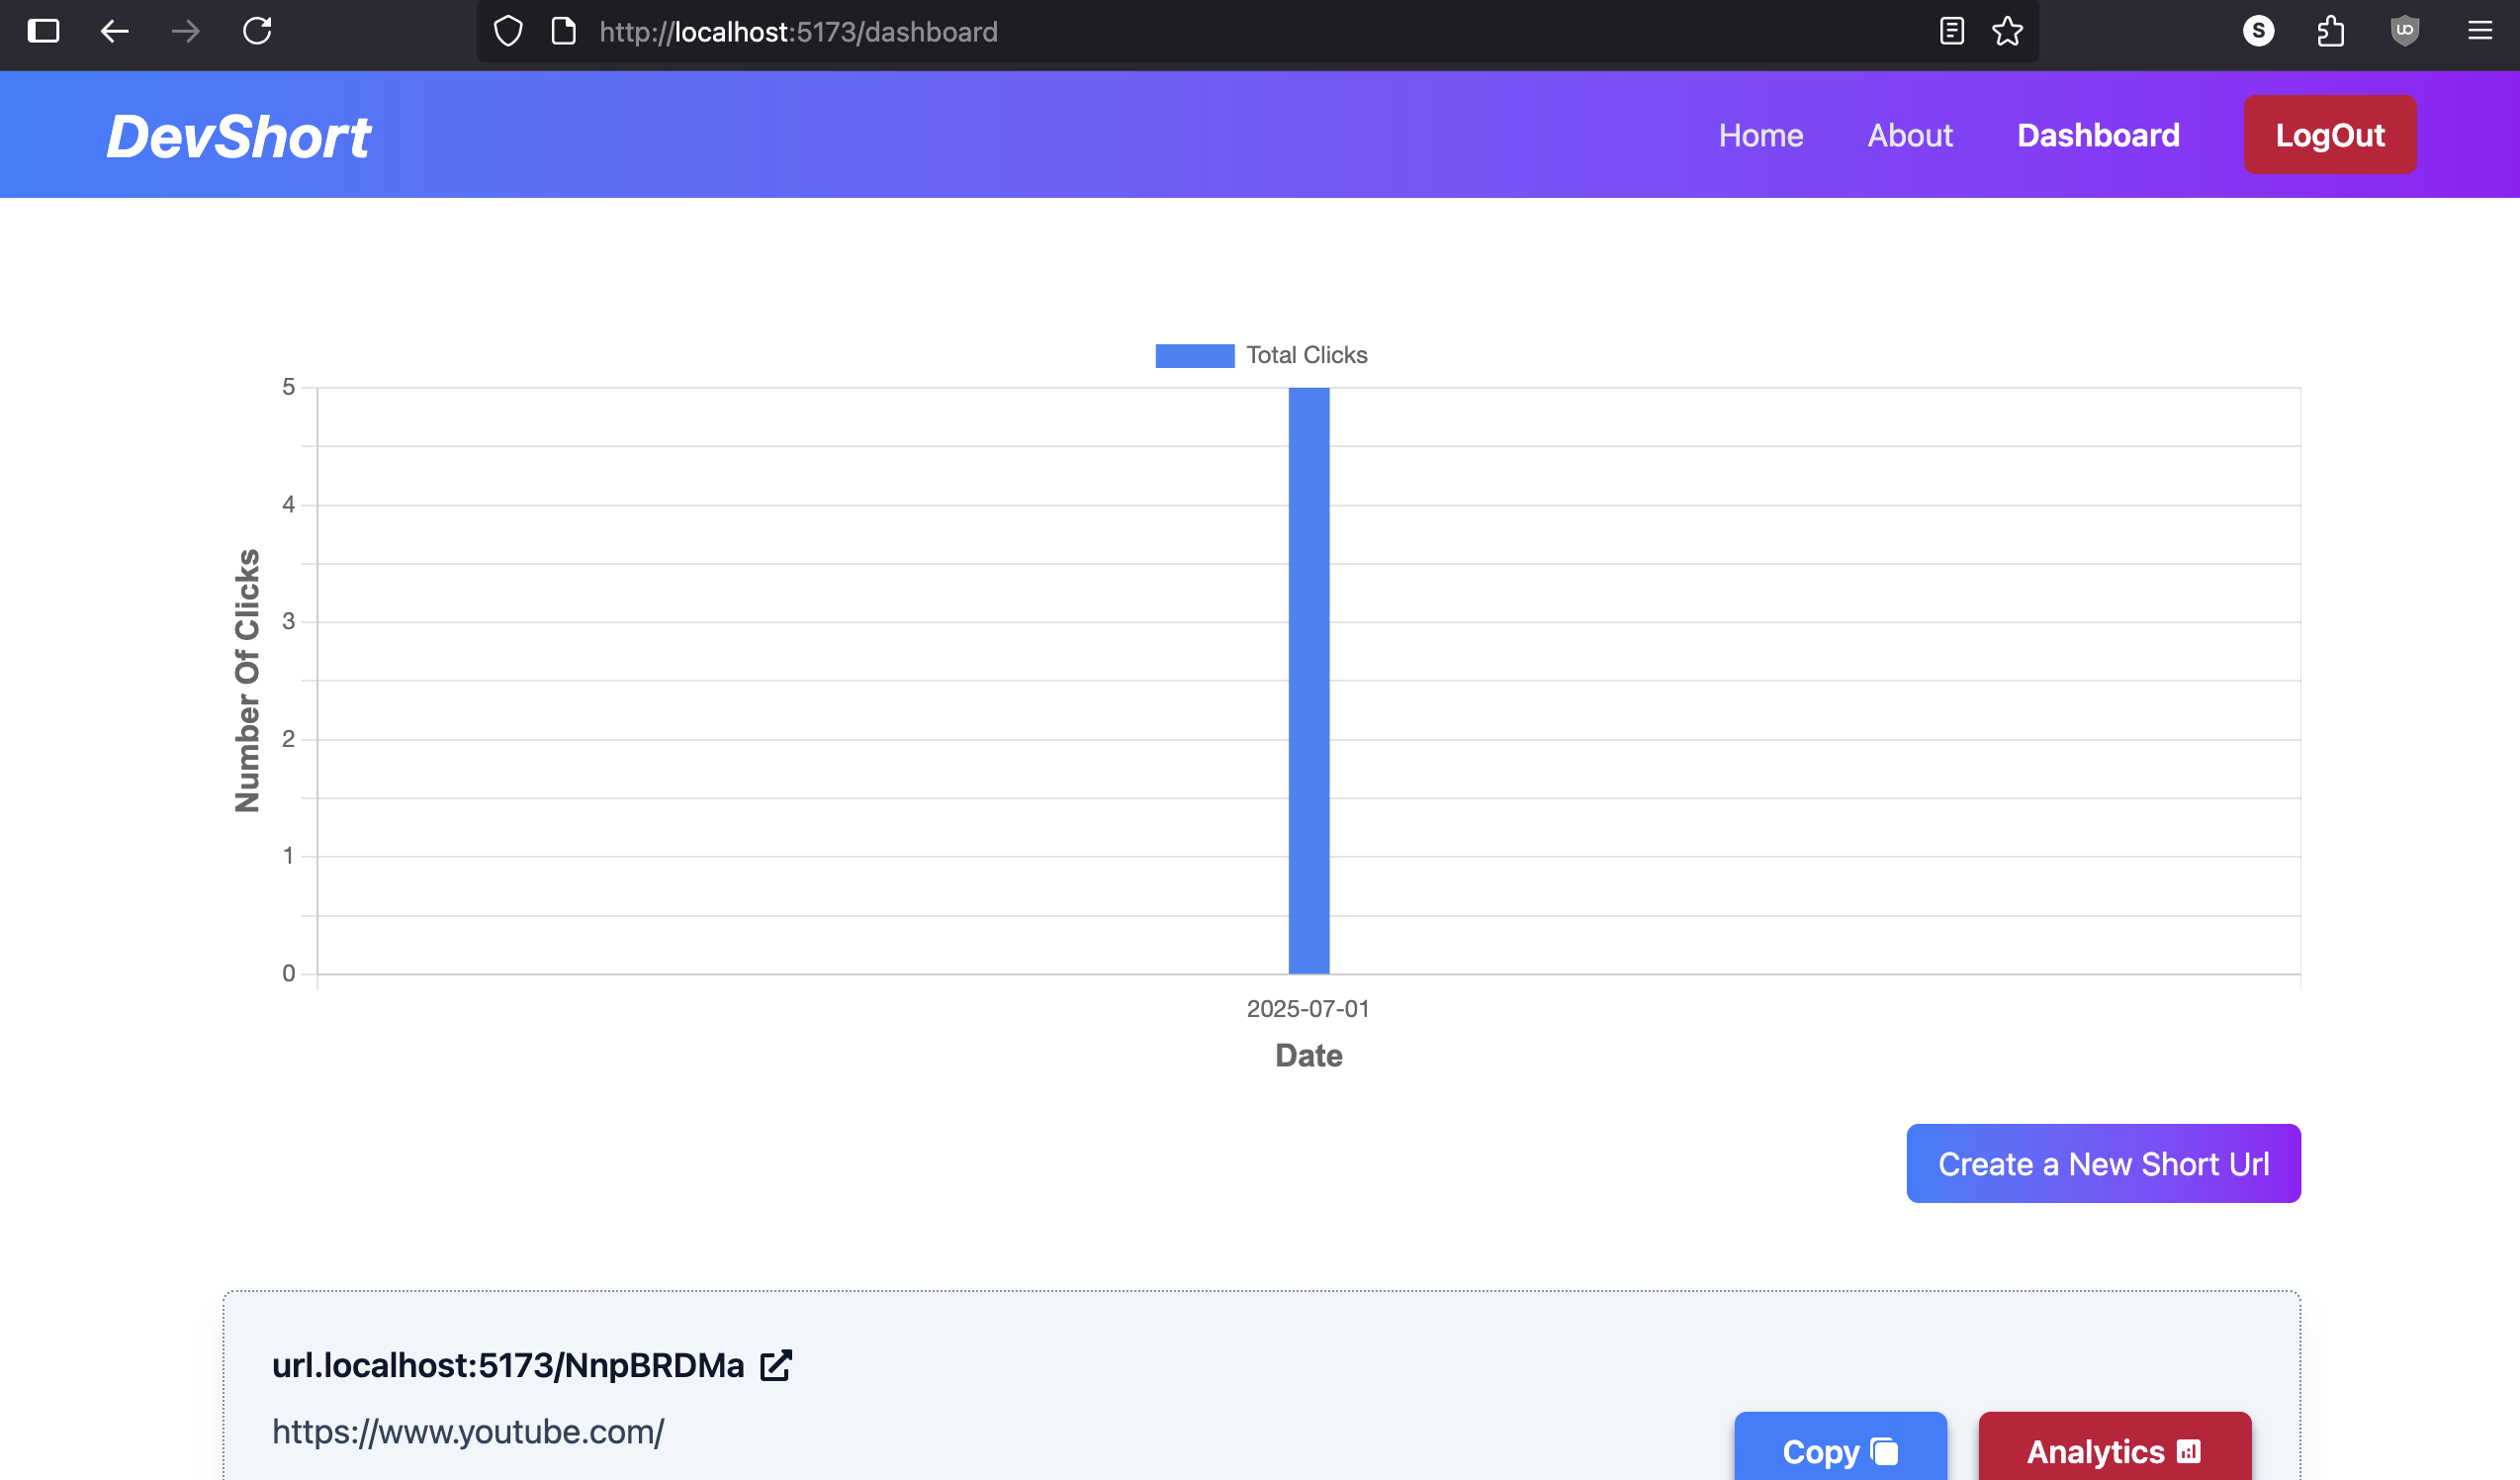 http://localhost:5173/dashboard
S
DevShort
Home
About
Dashboard
LogOut
Total Clicks
5
4
3
2
1
0
Number Of Clicks
2025-07-01
Date
Create a New Short Url
url.localhost:5173/NnpBRDMa
https://www.youtube.com/
Copy
Analytics